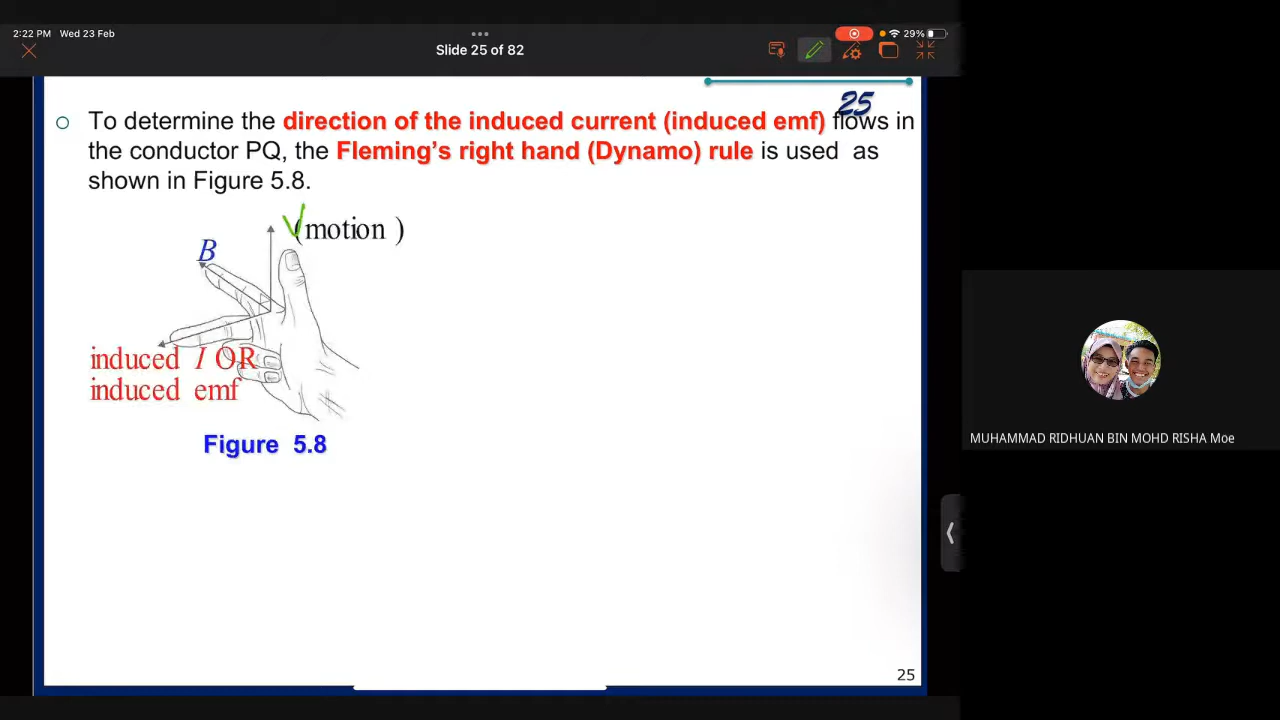 2:22 PM Wed 23 Feb
29%
Slide 25 of 82
25
To determine the direction of the induced current (induced emf) flows in
the conductor PQ, the Fleming's right hand (Dynamo) rule is used as
shown in Figure 5.8.
V (motion )
B
induced I OR
induced emf
Figure 5.8
MUHAMMAD RIDHUAN BIN MOHD RISHA Moe
25